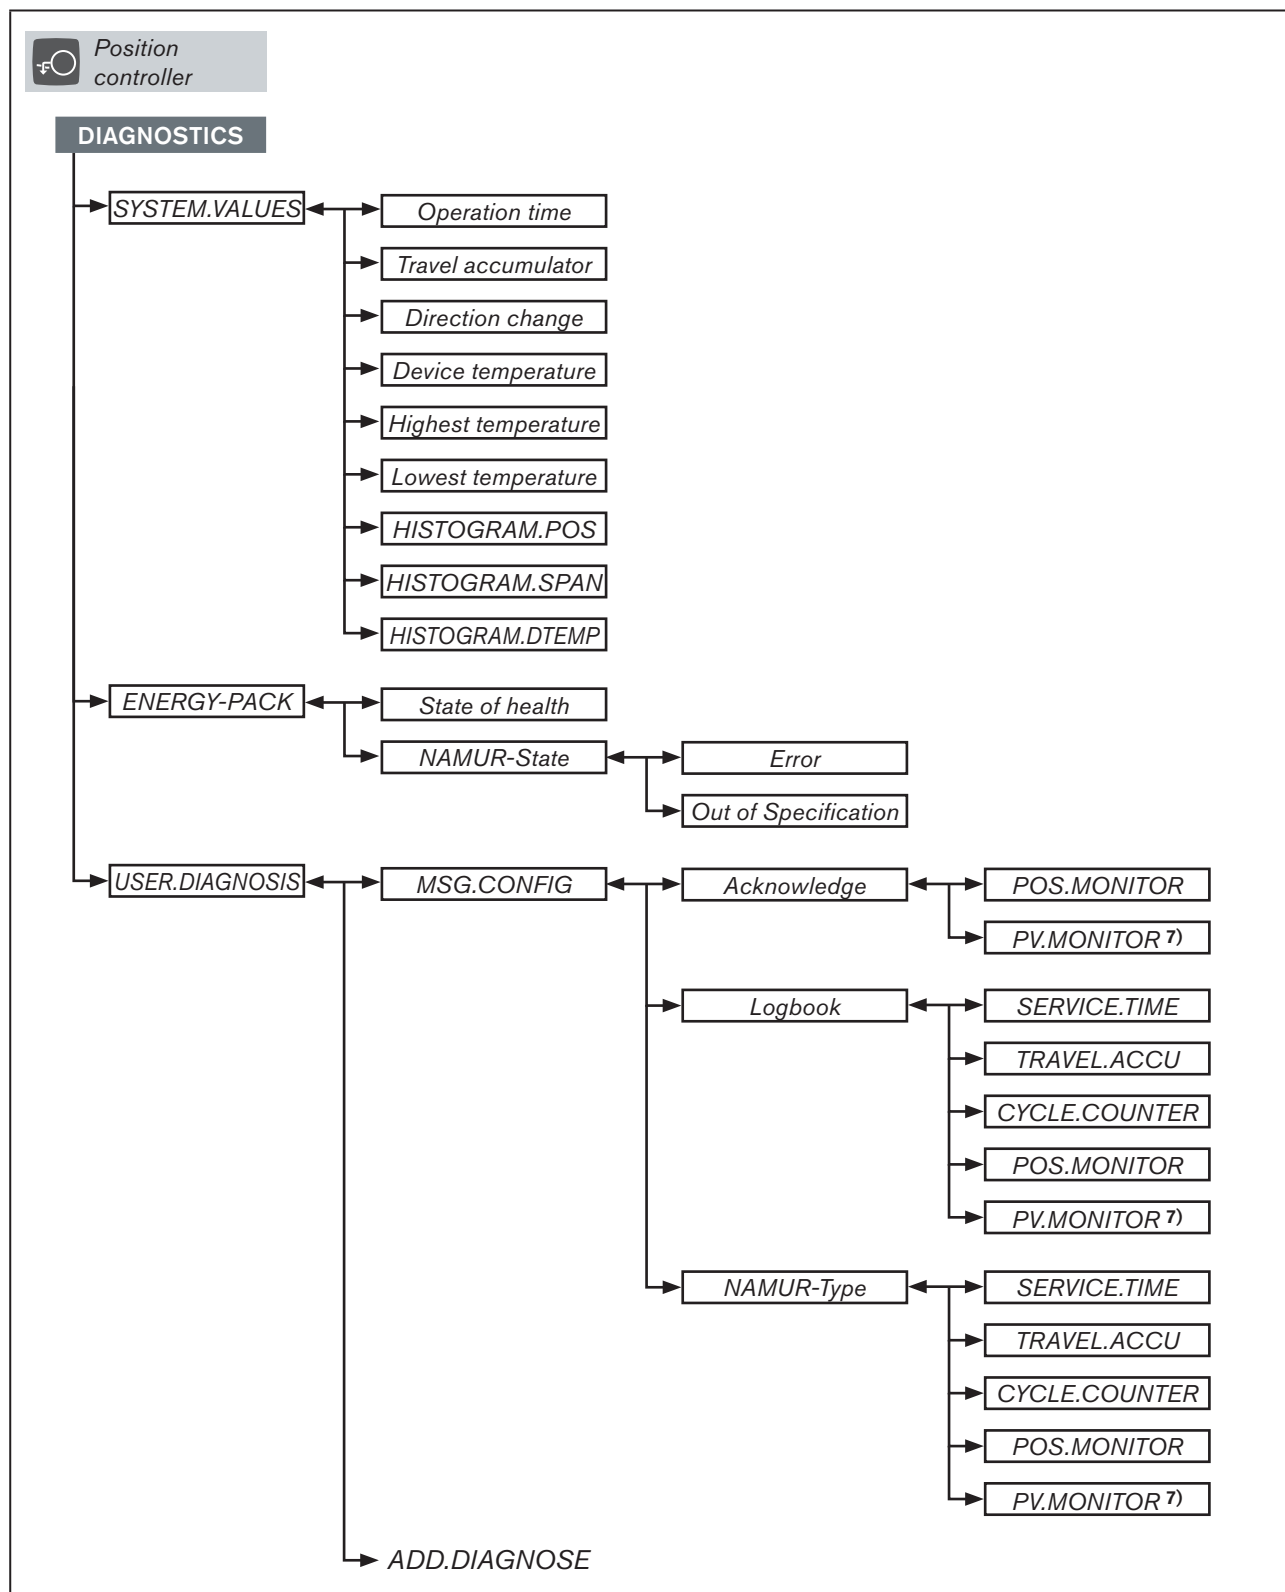 Position
controller
DIAGNOSTICS
SYSTEM.VALUES
Operation time
Travel accumulator
Direction change
Device temperature
Highest temperature
Lowest temperature
HISTOGRAM.POS
HISTOGRAM.SPAN
HISTOGRAM.DTEMP
ENERGY-PACK
State of health
NAMUR-State
Error
Out of Specification
USER.DIAGNOSIS
MSG.CONFIG
Acknowledge
POS.MONITOR
PV.MONITOR 7)
Logbook
SERVICE.TIME
TRAVEL.ACCU
CYCLE.COUNTER
POS.MONITOR
PV.MONITOR 7)
NAMUR-Type
SERVICE.TIME
TRAVEL.ACCU
CYCLE.COUNTER
POS.MONITOR
PV.MONITOR 7)
ADD.DIAGNOSE